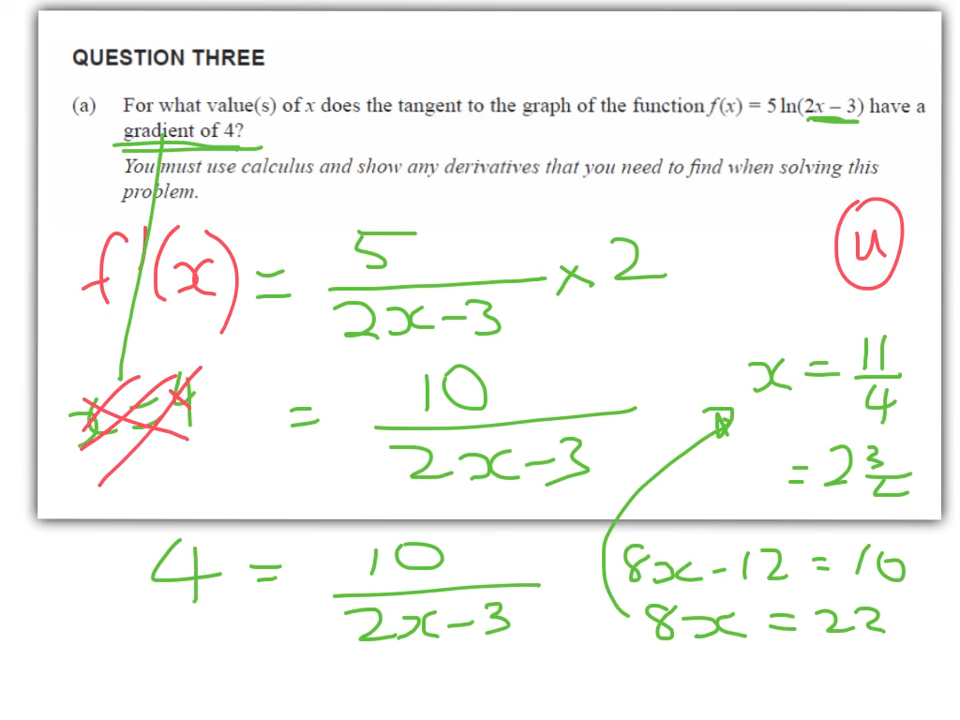 QUESTION THREE
(a) For what value(s) of x does the tangent to the graph of the function f(x) = 5 ln(2x – 3) have a
gradient of 4?
You must use calculus and show any derivatives that you need to find when solving this
problem.
f'(x) = 5/(2x-3) × 2
u
= 10/(2x-3)
x = 11/4
= 2 3/2
4 = 10/(2x-3)
8x - 12 = 10
8x = 22